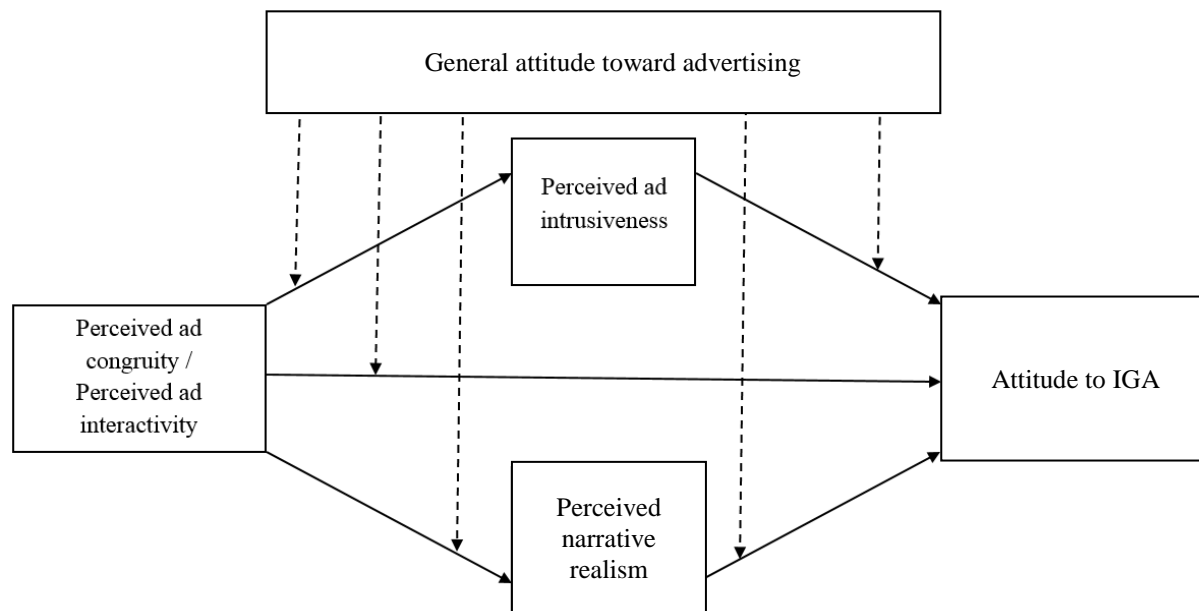 General attitude toward advertising
Perceived ad
intrusiveness
Perceived ad
congruity /
Perceived ad
interactivity
Attitude to IGA
Perceived
narrative
realism